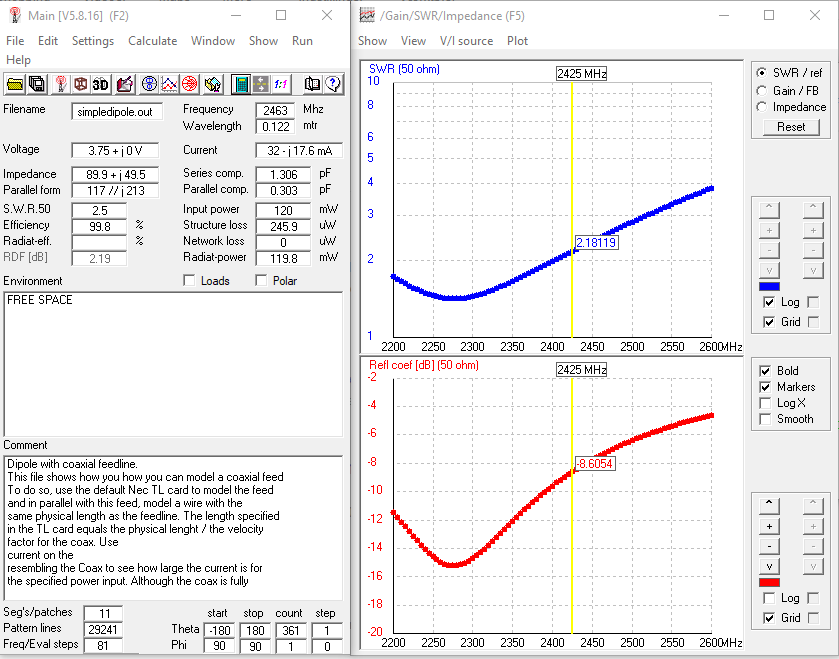 Main [V5.8.16] (F2)
File Edit Settings Calculate Window Show Run
Help
3D
1:1
Filename simpledipole.out Frequency 2463 Mhz
Wavelength 0.122 mtr
Voltage 3.75 + j 0 V Current 32 - j 17.6 mA
Impedance 89.9 + j 49.5 Series comp. 1.306 pF
Parallel form 117 // j 213 Parallel comp. 0.303 pF
S.W.R.50 2.5 Input power 120 mW
Efficiency 99.8 % Structure loss 245.9 uW
Radiat-eff. % Network loss 0 uW
RDF [dB] 2.19 Radiat-power 119.8 mW
Environment Loads Polar
FREE SPACE
Comment
Dipole with coaxial feedline.
This file shows how you how you can model a coaxial feed
To do so, use the default Nec TL card to model the feed
and in parallel with this feed, model a wire with the
same physical length as the feedline. The length specified
in the TL card equals the physical lenght / the velocity
factor for the coax. Use
current on the
resembling the Coax to see how large the current is for
the specified power input. Although the coax is fully
Seg's/patches 11 start stop count step
Pattern lines 29241 Theta -180 180 361 1
Freq/Eval steps 81 Phi 90 90 1 0
/Gain/SWR/Impedance (F5)
Show View V/I source Plot
SWR (50 ohm)
2425 MHz
10
8
6
5
4
3
2
1
2.18119
2200 2250 2300 2350 2400 2450 2500 2550 2600MHz
Refl coef [dB] (50 ohm)
2425 MHz
-2
-4
-6
-8
-10
-12
-14
-16
-18
-20
-8.6054
2200 2250 2300 2350 2400 2450 2500 2550 2600MHz
SWR / ref
Gain / FB
Impedance
Reset
^ ^
+ +
- -
v v
Log
Grid
Bold
Markers
Log X
Smooth
^ ^
+ +
- -
v v
Log
Grid